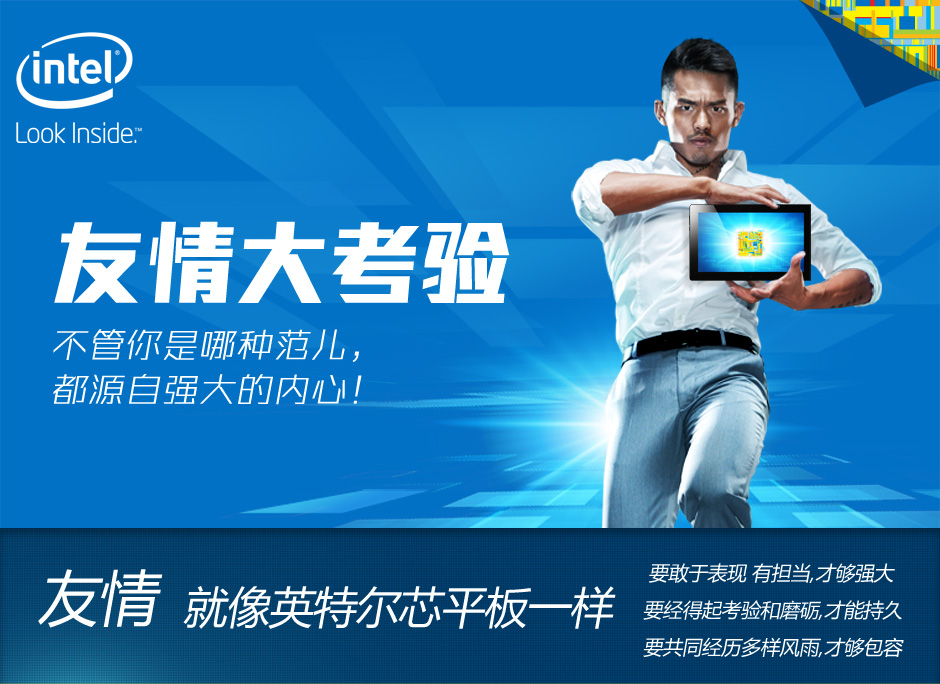 intel®
Look Inside.™
友情大考验
不管你是哪种范儿，
都源自强大的内心！
友情 就像英特尔芯平板一样
要敢于表现 有担当,才够强大
要经得起考验和磨砺,才能持久
要共同经历多样风雨,才够包容